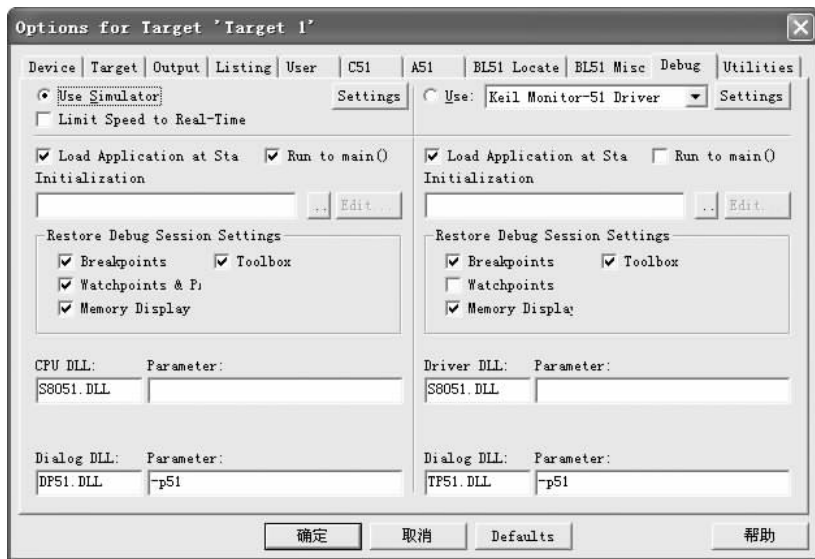 Options for Target 'Target 1'
Device Target Output Listing User C51 A51 BL51 Locate BL51 Misc Debug Utilities
Use Simulator Settings Use: Keil Monitor-51 Driver Settings
Limit Speed to Real-Time
Load Application at Sta Run to main() Load Application at Sta Run to main()
Initialization Initialization
.. Edit .. .. Edit.
Restore Debug Session Settings Restore Debug Session Settings
Breakpoints Toolbox Breakpoints Toolbox
Watchpoints & Watchpoints
Memory Display Memory Displa
CPU DLL: Parameter: Driver DLL: Parameter:
S8051.DLL S8051.DLL
Dialog DLL: Parameter: Dialog DLL: Parameter:
DP51.DLL -p51 TP51.DLL -p51
确定 取消 Defaults 帮助